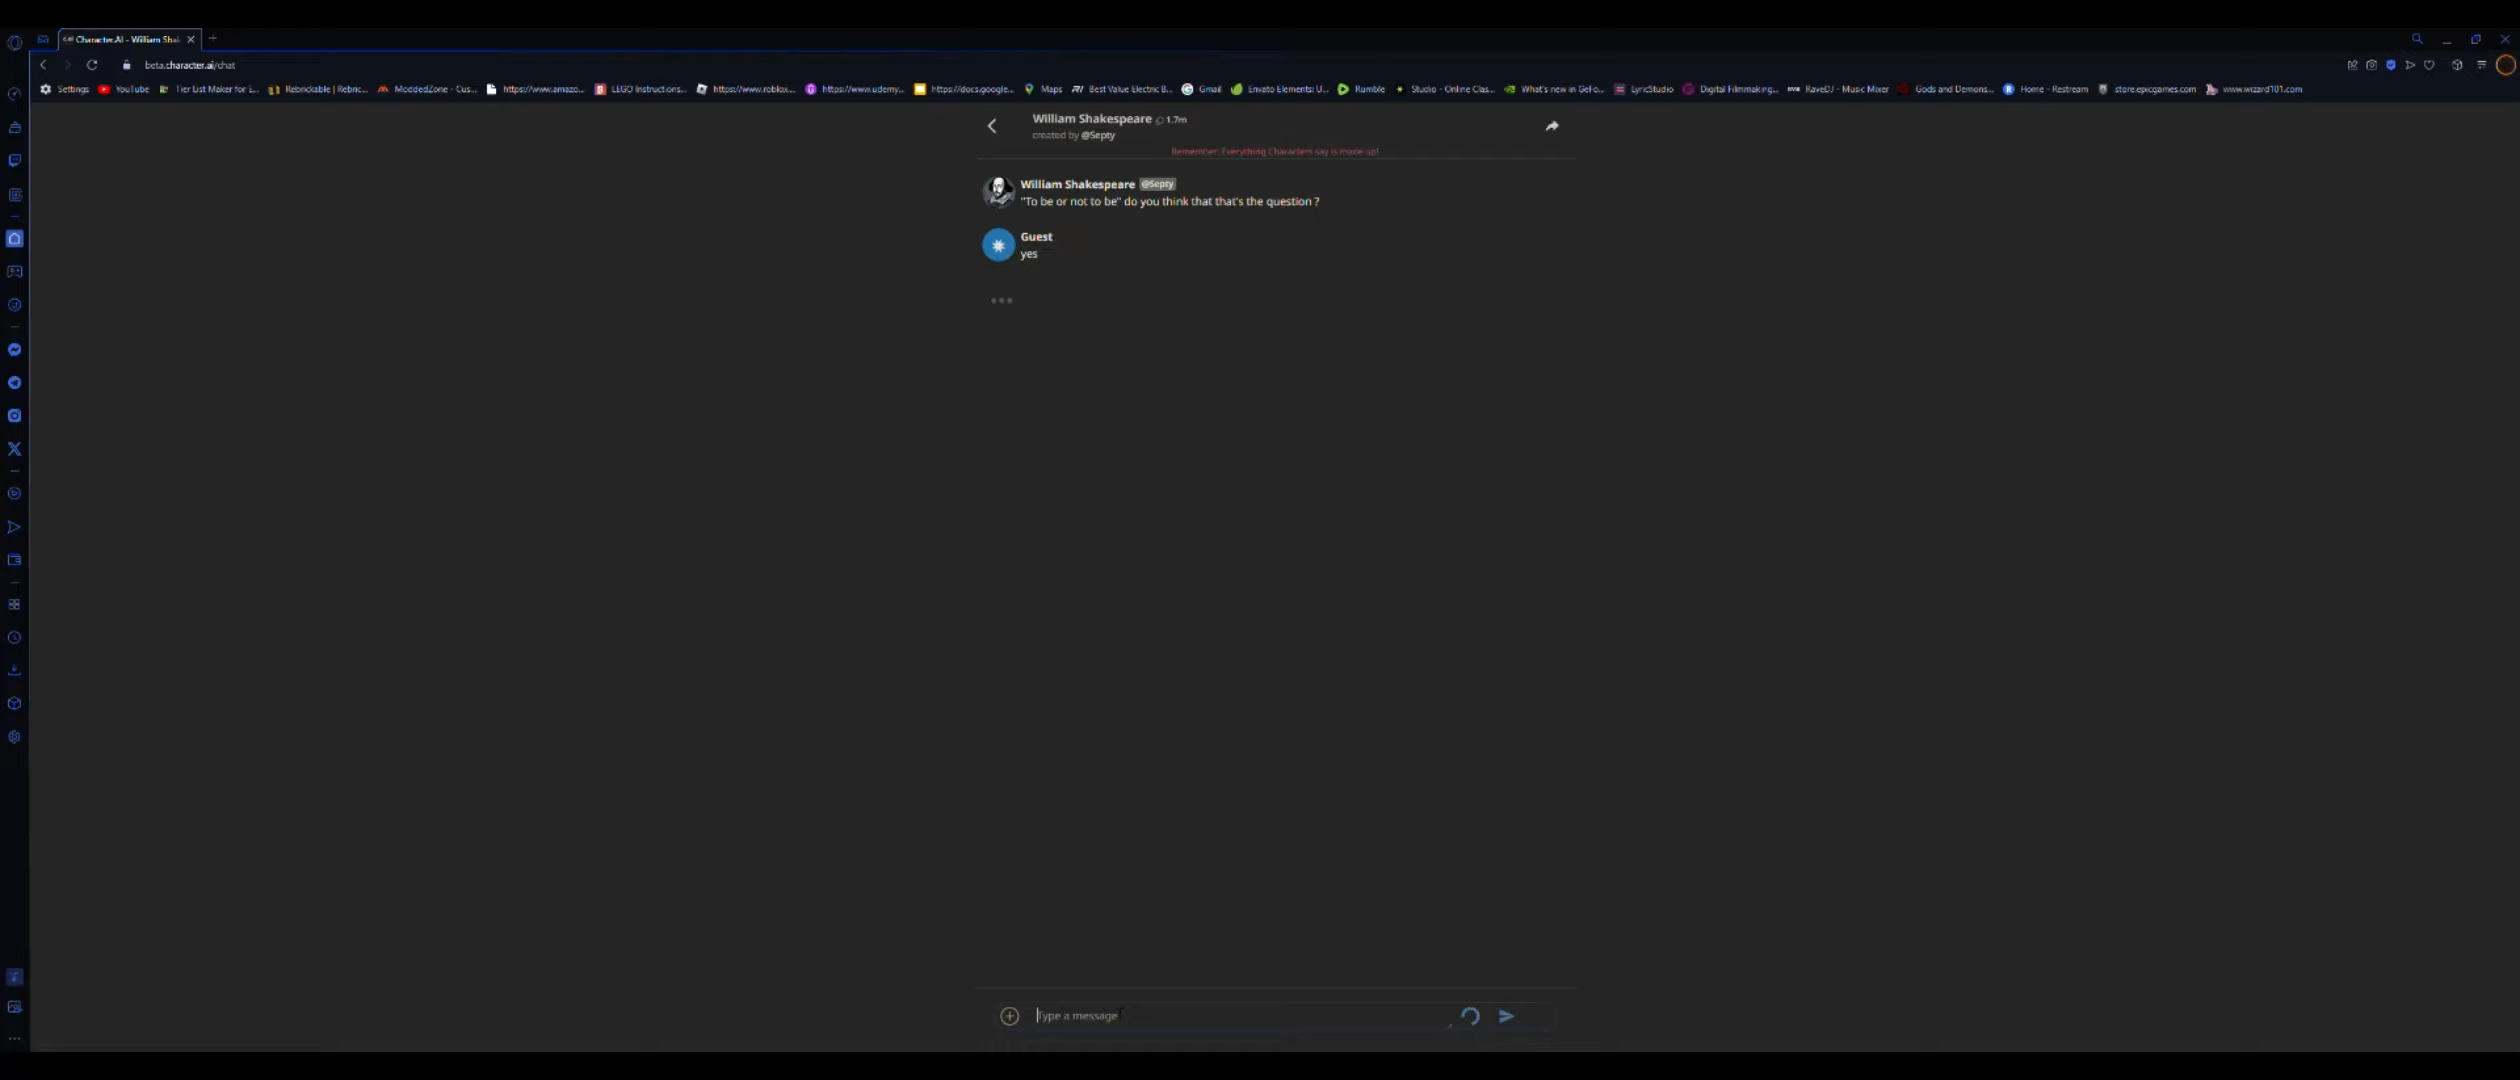 Character.AI - William Shak
beta.character.ai/chat
Settings YouTube Tier List Maker for E... Rebrickable | Rebric... ModdedZone - Cus... https://www.amazo... LEGO Instructions... https://www.roblox... https://www.udemy... https://docs.google... Maps Best Value Electric B... Gmail Envato Elements: U... Rumble Studio - Online Clas... What's new in GeFo... LyricStudio Digital Filmmaking... RaveDJ - Music Mixer Gods and Demons... Home - Restream store.epicgames.com www.wizard101.com
William Shakespeare 1.7m
created by @Septy
Remember: Everything Characters say is made up!
William Shakespeare @Septy
"To be or not to be" do you think that that's the question ?
Guest
yes
Type a message